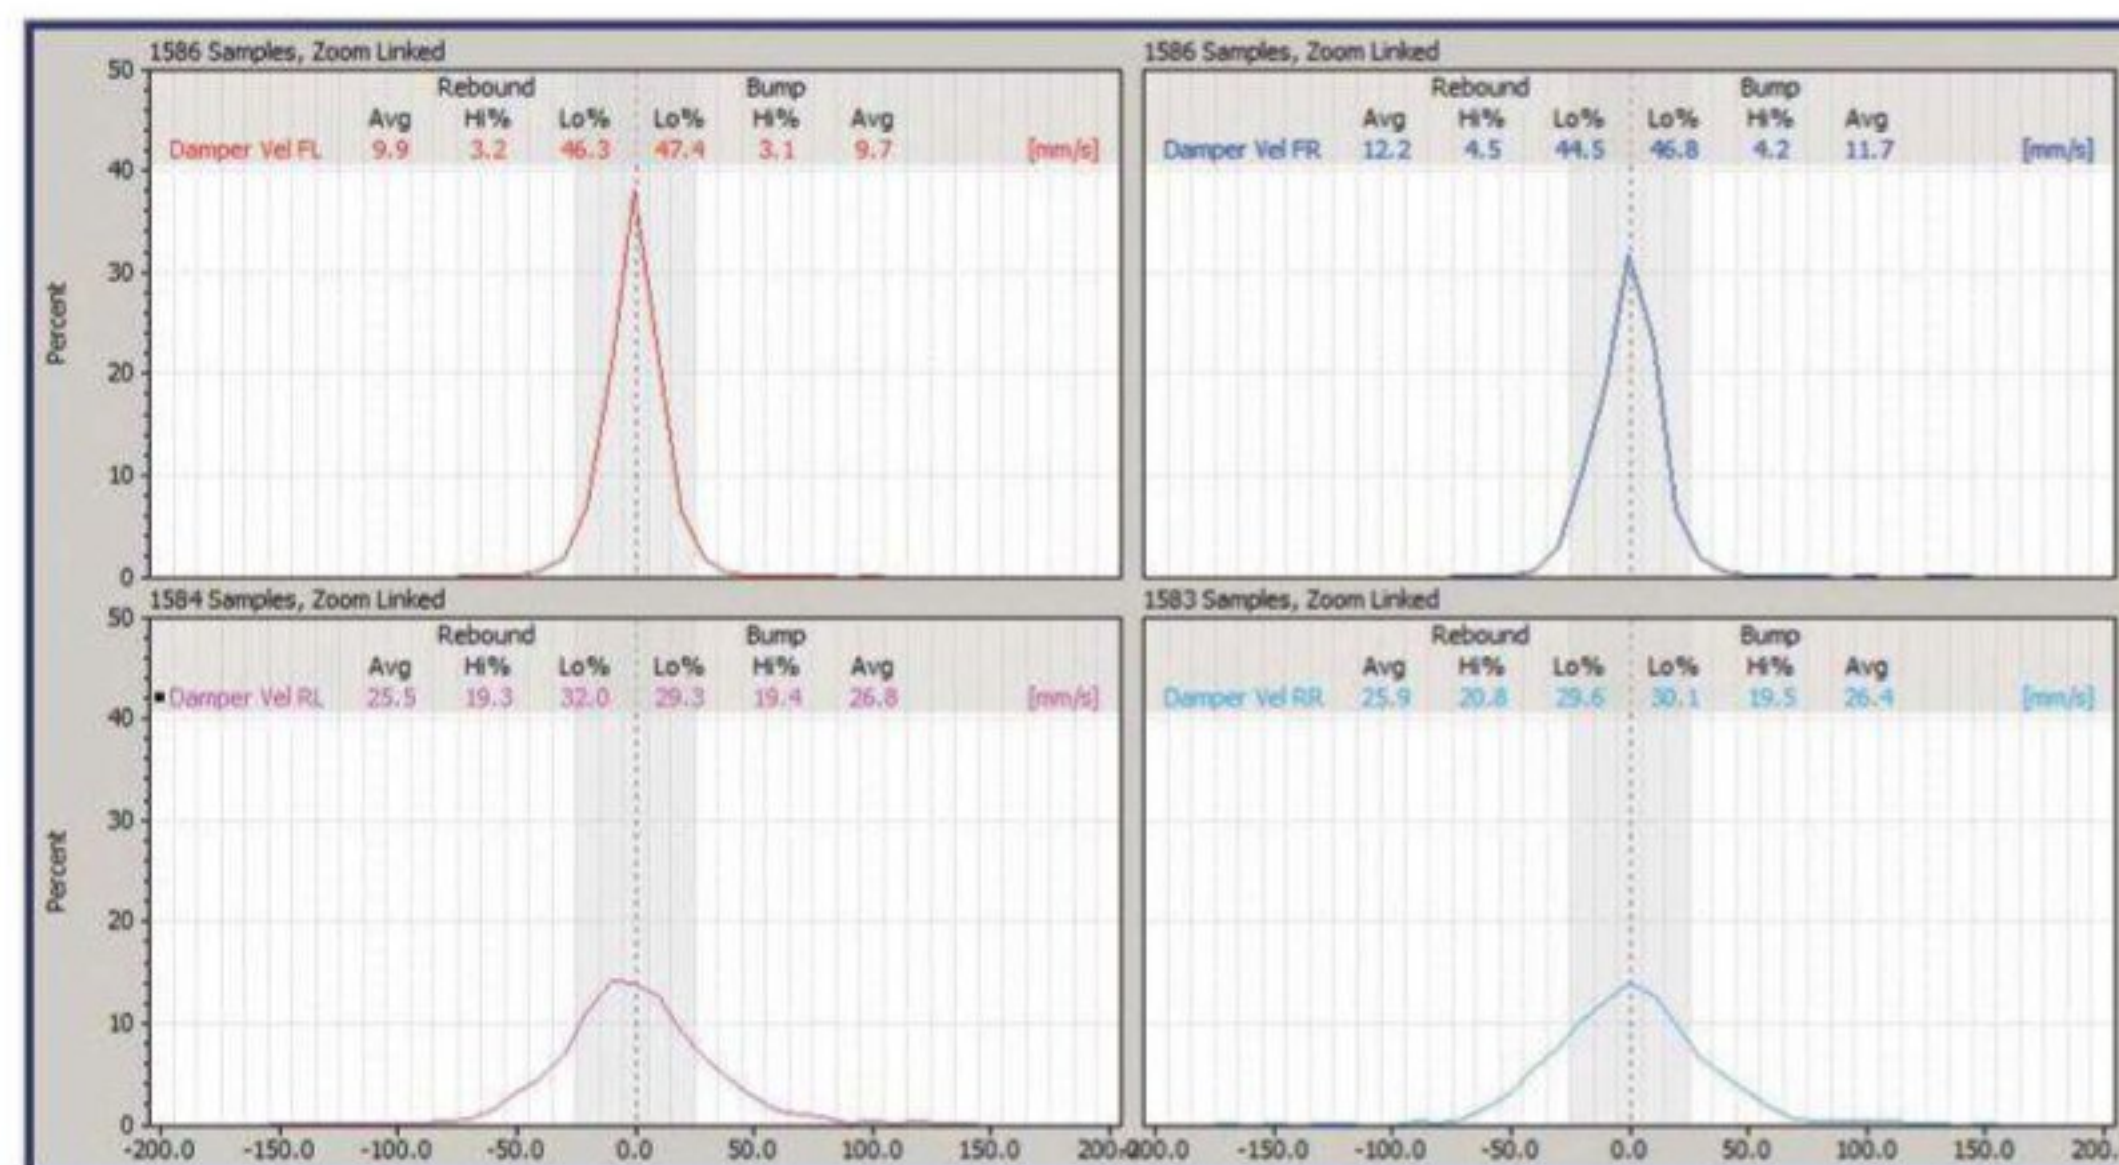 1586 Samples, Zoom Linked
50
Rebound Bump
Avg Hi% Lo% Lo% Hi% Avg
Damper Vel FL 9.9 3.2 46.3 47.4 3.1 9.7 [mm/s]
40
30
20
10
0
Percent
1586 Samples, Zoom Linked
Rebound Bump
Avg Hi% Lo% Lo% Hi% Avg
Damper Vel FR 12.2 4.5 44.5 46.8 4.2 11.7 [mm/s]
1584 Samples, Zoom Linked
50
Rebound Bump
Avg Hi% Lo% Lo% Hi% Avg
Damper Vel RL 25.5 19.3 32.0 29.3 19.4 26.8 [mm/s]
40
30
20
10
0
Percent
-200.0 -150.0 -100.0 -50.0 0.0 50.0 100.0 150.0 200.0
1583 Samples, Zoom Linked
Rebound Bump
Avg Hi% Lo% Lo% Hi% Avg
Damper Vel RR 25.9 20.8 29.6 30.1 19.5 26.4 [mm/s]
-150.0 -100.0 -50.0 0.0 50.0 100.0 150.0 200.